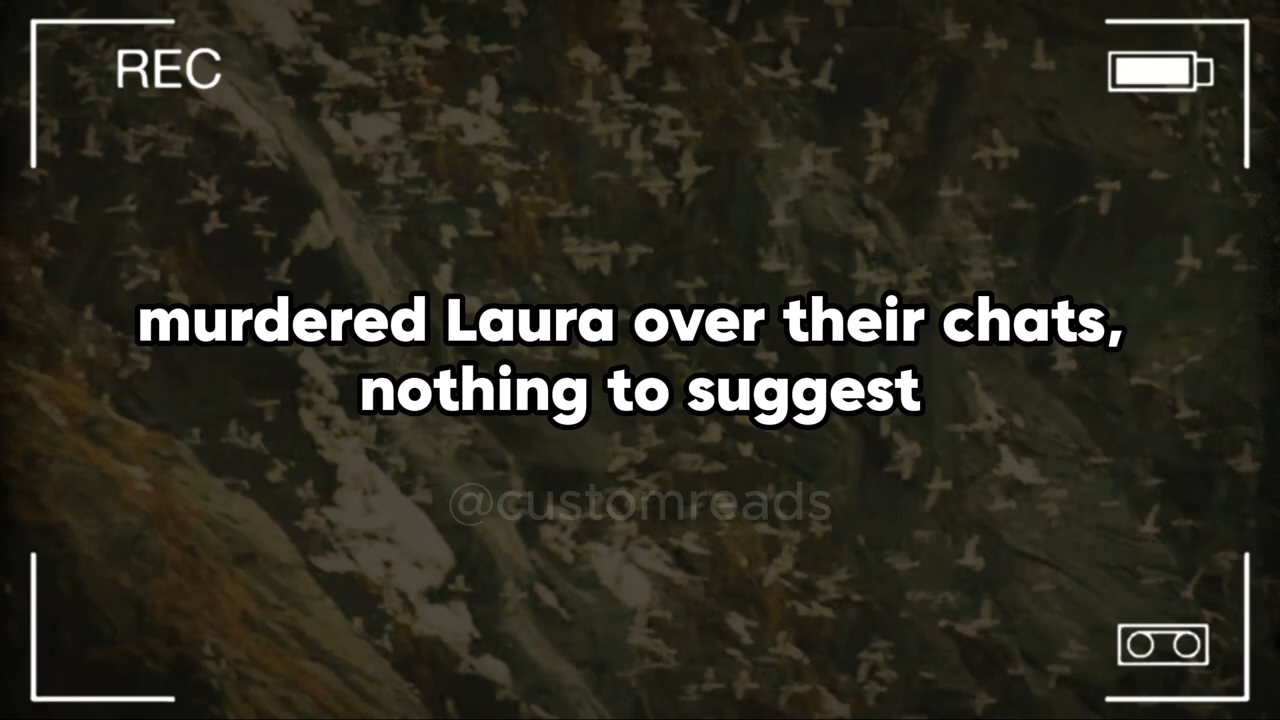 REC
murdered Laura over their chats,
nothing to suggest
@customreads